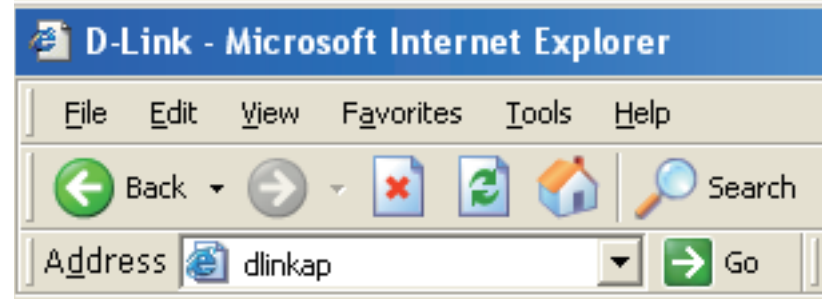 D-Link - Microsoft Internet Explorer
File Edit View Favorites Tools Help
Back Search
Address dlinkap Go